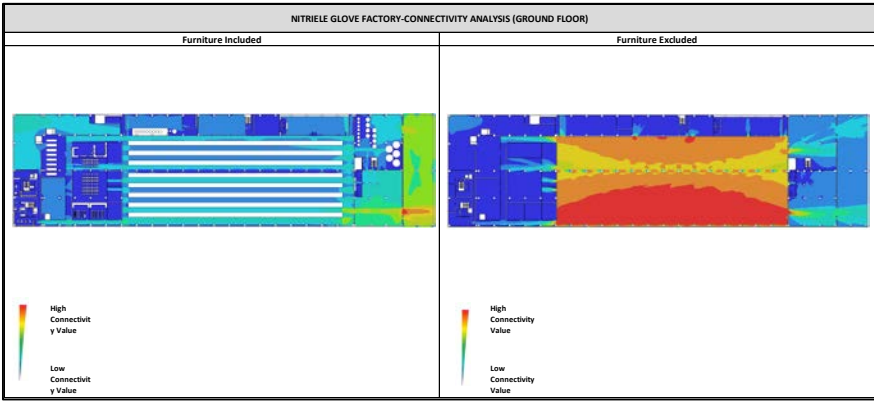 NITRIELE GLOVE FACTORY-CONNECTIVITY ANALYSIS (GROUND FLOOR)
Furniture Included
Furniture Excluded
High
Connectivit
y Value
Low
Connectivit
y Value
High
Connectivity
Value
Low
Connectivity
Value